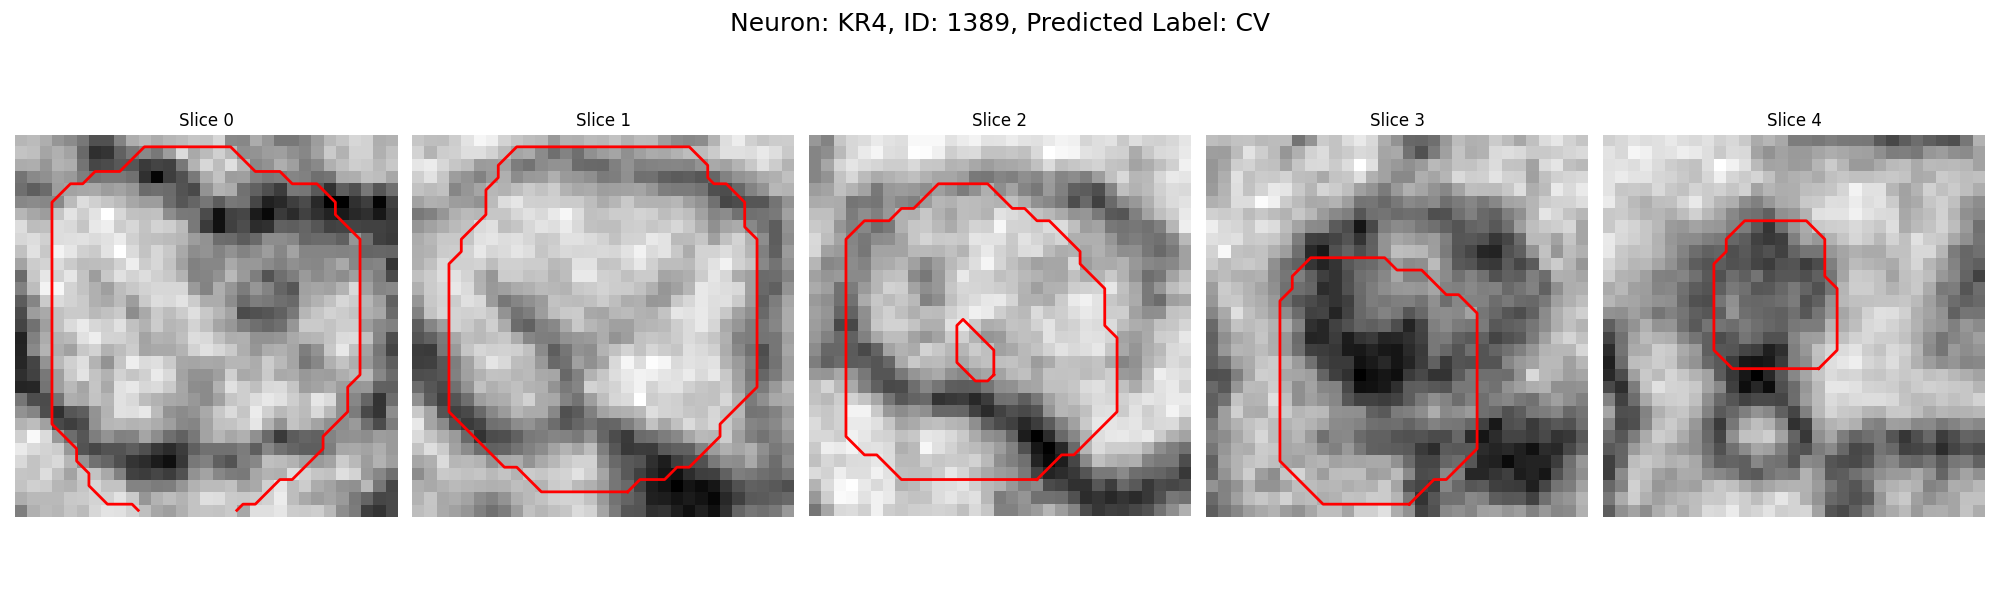 Neuron: KR4, ID: 1389, Predicted Label: CV
Slice 0
Slice 1
Slice 2
Slice 3
Slice 4